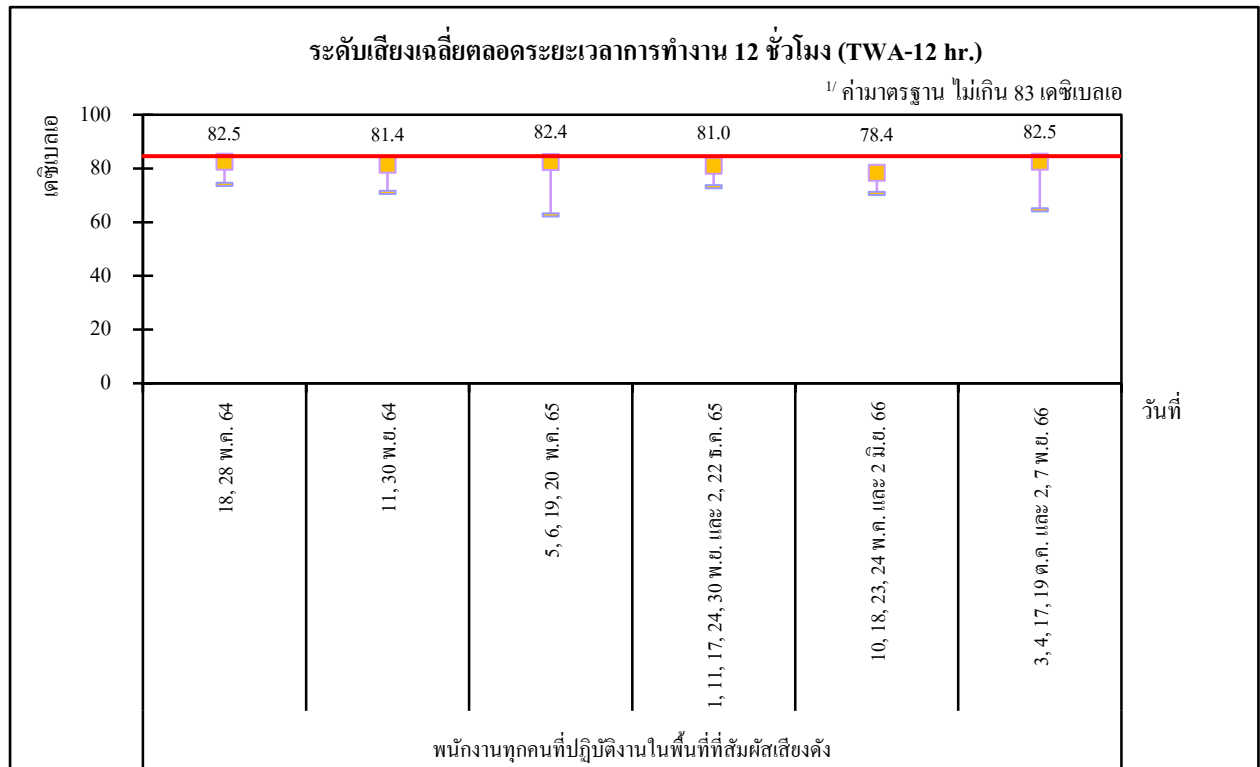 ระดับเสียงเฉลี่ยตลอดระยะเวลาการทำงาน 12 ชั่วโมง (TWA-12 hr.)
1/ ค่ามาตรฐาน ไม่เกิน 83 เดซิเบลเอ
เดซิเบลเอ
100
80
60
40
20
0
82.5
81.4
82.4
81.0
78.4
82.5
18, 28 พ.ค. 64
11, 30 พ.ย. 64
5, 6, 19, 20 พ.ค. 65
1, 11, 17, 24, 30 พ.ย. และ 2, 22 ธ.ค. 65
10, 18, 23, 24 พ.ค. และ 2 มิ.ย. 66
3, 4, 17, 19 ต.ค. และ 2, 7 พ.ย. 66
วันที่
พนักงานทุกคนที่ปฏิบัติงานในพื้นที่ที่สัมผัสเสียงดัง